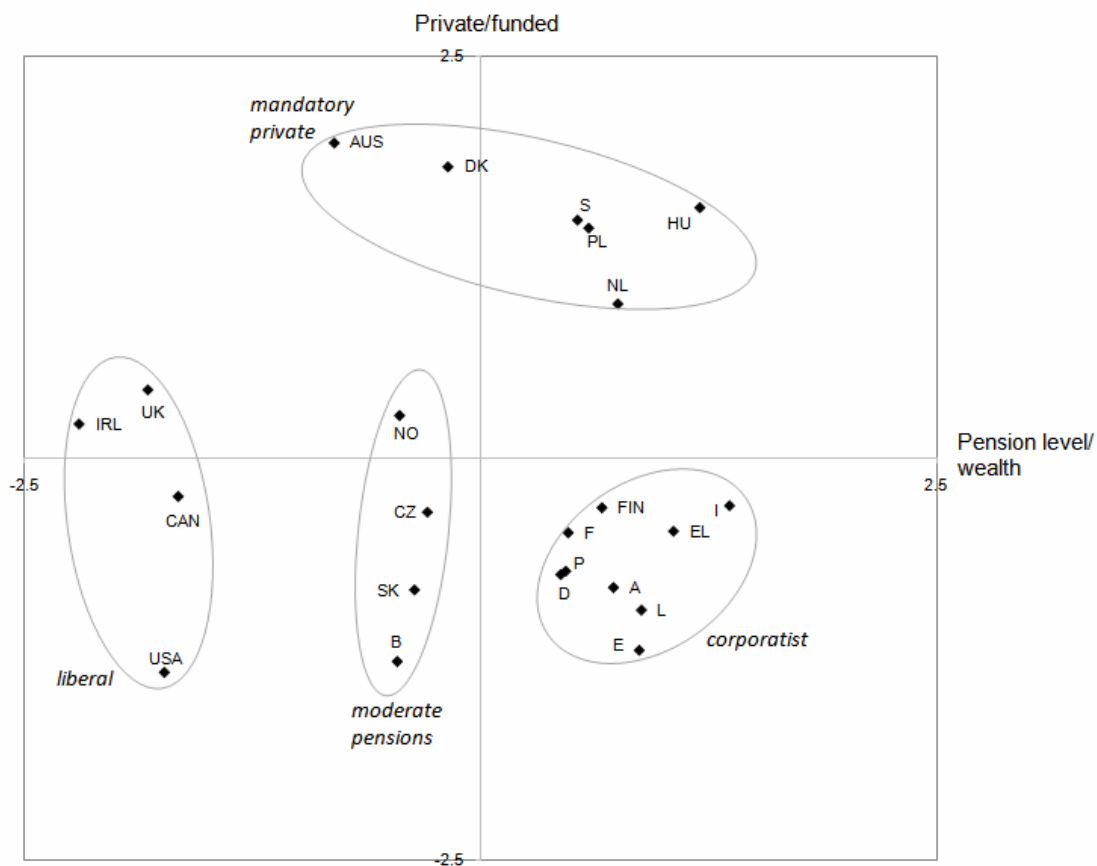 Private/funded
2.5
mandatory
private
AUS
DK
S
PL
HU
NL
UK
IRL
NO
CAN
CZ
SK
B
USA
liberal
moderate
pensions
Pension level/
wealth
-2.5
2.5
FIN
I
F
EL
P
D
A
L
E
corporatist
-2.5